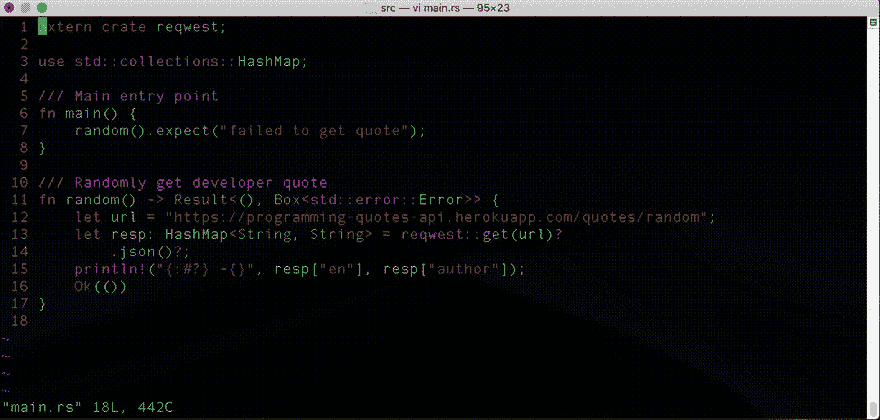 src — vi main.rs — 95×23
1 extern crate reqwest;
2
3 use std::collections::HashMap;
4
5 /// Main entry point
6 fn main() {
7     random().expect("failed to get quote");
8 }
9
10 /// Randomly get developer quote
11 fn random() -> Result<(), Box<std::error::Error>> {
12     let url = "https://programming-quotes-api.herokuapp.com/quotes/random";
13     let resp: HashMap<String, String> = reqwest::get(url)?
14         .json()?;
15     println!("{:#?} -{}", resp["en"], resp["author"]);
16     Ok(())
17 }
18
~
~
~
~
"main.rs" 18L, 442C